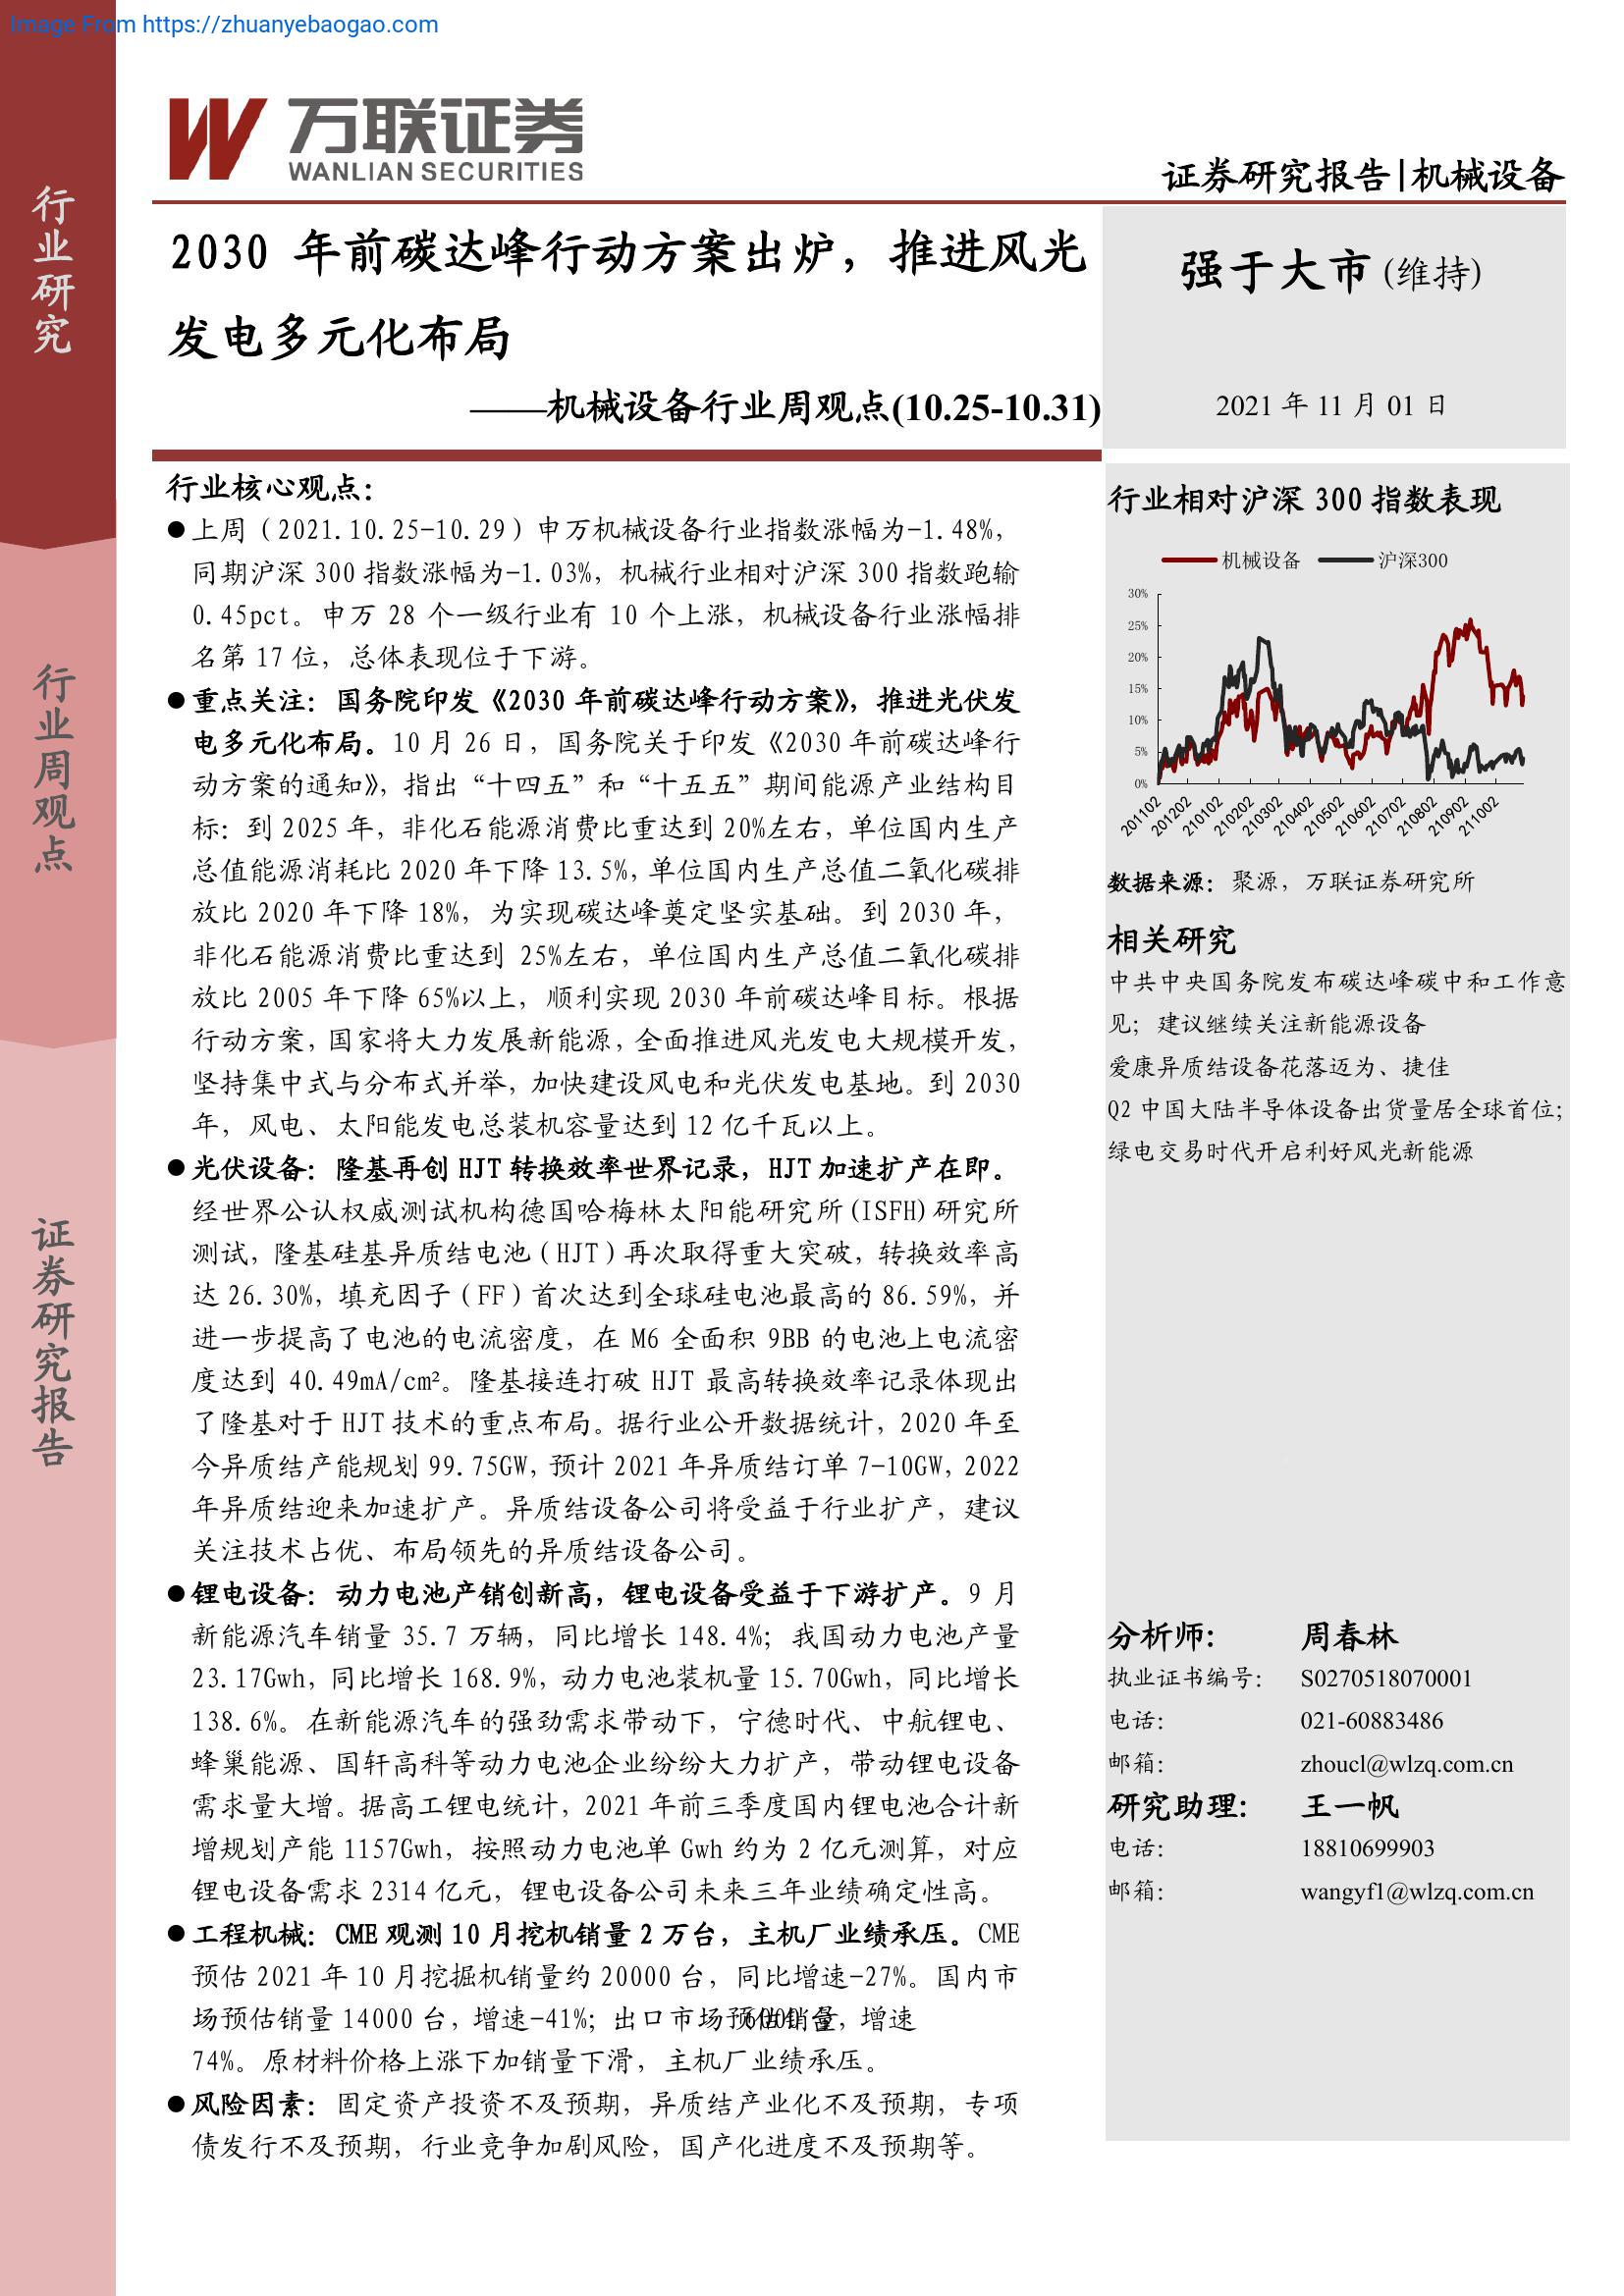 Image From https://zhuanyebaogao.com
万联证券
WANLIAN SECURITIES
证券研究报告|机械设备
行业研究
行业周观点
证券研究报告
2030 年前碳达峰行动方案出炉，推进风光
发电多元化布局
——机械设备行业周观点(10.25-10.31)
强于大市(维持)
2021 年 11 月 01 日
行业核心观点：
●上周（2021.10.25-10.29）申万机械设备行业指数涨幅为-1.48%，
同期沪深 300 指数涨幅为-1.03%，机械行业相对沪深 300 指数跑输
0.45pct。申万 28 个一级行业有 10 个上涨，机械设备行业涨幅排
名第 17 位，总体表现位于下游。
●重点关注：国务院印发《2030 年前碳达峰行动方案》，推进光伏发
电多元化布局。10 月 26 日，国务院关于印发《2030 年前碳达峰行
动方案的通知》，指出“十四五”和“十五五”期间能源产业结构目
标：到 2025 年，非化石能源消费比重达到 20%左右，单位国内生产
总值能源消耗比 2020 年下降 13.5%，单位国内生产总值二氧化碳排
放比 2020 年下降 18%，为实现碳达峰奠定坚实基础。到 2030 年，
非化石能源消费比重达到 25%左右，单位国内生产总值二氧化碳排
放比 2005 年下降 65%以上，顺利实现 2030 年前碳达峰目标。根据
行动方案，国家将大力发展新能源，全面推进风光发电大规模开发，
坚持集中式与分布式并举，加快建设风电和光伏发电基地。到 2030
年，风电、太阳能发电总装机容量达到 12 亿千瓦以上。
●光伏设备：隆基再创 HJT 转换效率世界记录，HJT 加速扩产在即。
经世界公认权威测试机构德国哈梅林太阳能研究所(ISFH)研究所
测试，隆基硅基异质结电池（HJT）再次取得重大突破，转换效率高
达 26.30%，填充因子（FF）首次达到全球硅电池最高的 86.59%，并
进一步提高了电池的电流密度，在 M6 全面积 9BB 的电池上电流密
度达到 40.49mA/cm²。隆基接连打破 HJT 最高转换效率记录体现出
了隆基对于 HJT 技术的重点布局。据行业公开数据统计，2020 年至
今异质结产能规划 99.75GW，预计 2021 年异质结订单 7-10GW，2022
年异质结迎来加速扩产。异质结设备公司将受益于行业扩产，建议
关注技术占优、布局领先的异质结设备公司。
●锂电设备：动力电池产销创新高，锂电设备受益于下游扩产。9 月
新能源汽车销量 35.7 万辆，同比增长 148.4%；我国动力电池产量
23.17Gwh，同比增长 168.9%，动力电池装机量 15.70Gwh，同比增长
138.6%。在新能源汽车的强劲需求带动下，宁德时代、中航锂电、
蜂巢能源、国轩高科等动力电池企业纷纷大力扩产，带动锂电设备
需求量大增。据高工锂电统计，2021 年前三季度国内锂电池合计新
增规划产能 1157Gwh，按照动力电池单 Gwh 约为 2 亿元测算，对应
锂电设备需求 2314 亿元，锂电设备公司未来三年业绩确定性高。
●工程机械：CME 观测 10 月挖机销量 2 万台，主机厂业绩承压。CME
预估 2021 年 10 月挖掘机销量约 20000 台，同比增速-27%。国内市
场预估销量 14000 台，增速-41%；出口市场预估销量 6000 台，增速
74%。原材料价格上涨下加销量下滑，主机厂业绩承压。
●风险因素：固定资产投资不及预期，异质结产业化不及预期，专项
债发行不及预期，行业竞争加剧风险，国产化进度不及预期等。
行业相对沪深 300 指数表现
机械设备 沪深300
30%
25%
20%
15%
10%
5%
0%
201102 201202 210102 210202 210302 210402 210502 210602 210702 210802 210902 211002
数据来源：聚源，万联证券研究所
相关研究
中共中央国务院发布碳达峰碳中和工作意
见；建议继续关注新能源设备
爱康异质结设备花落迈为、捷佳
Q2 中国大陆半导体设备出货量居全球首位；
绿电交易时代开启利好风光新能源
分析师： 周春林
执业证书编号： S0270518070001
电话： 021-60883486
邮箱： zhoucl@wlzq.com.cn
研究助理： 王一帆
电话： 18810699903
邮箱： wangyf1@wlzq.com.cn